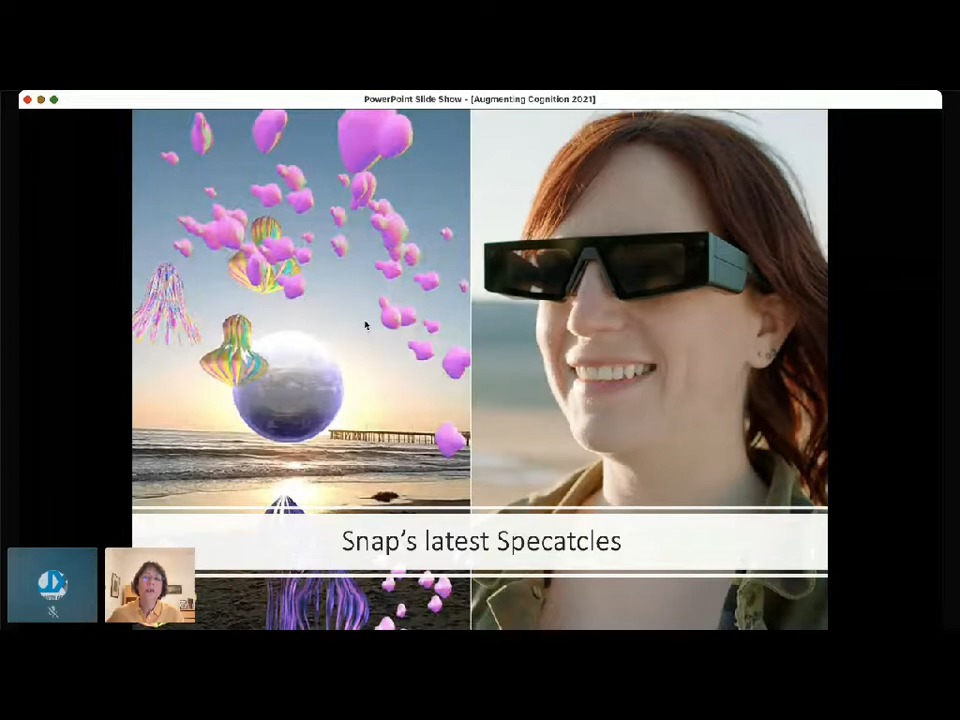 PowerPoint Slide Show - [Augmenting Cognition 2021]
Snap's latest Specatcles